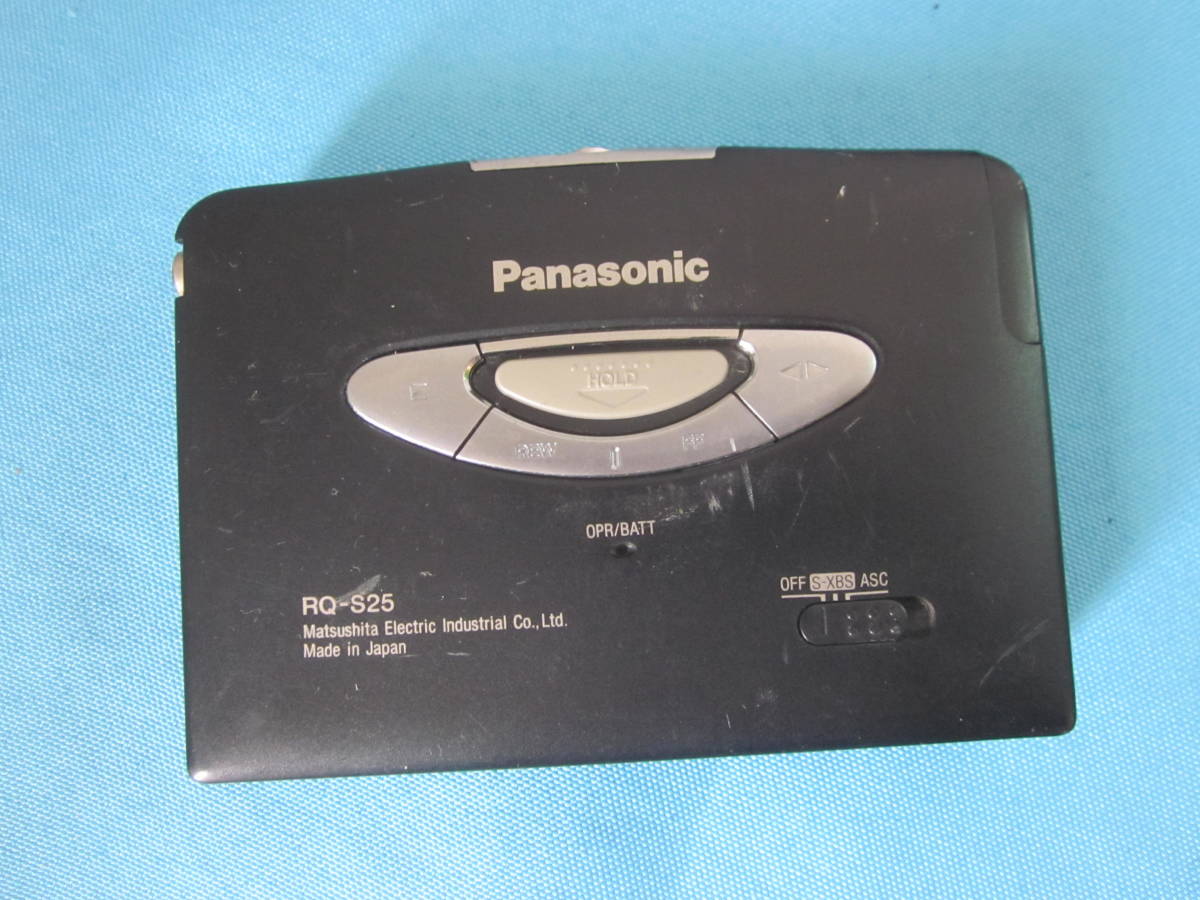 Panasonic
HOLD
REW FF
OPR/BATT
OFF S-XBS ASC
RQ-S25
Matsushita Electric Industrial Co., Ltd.
Made in Japan